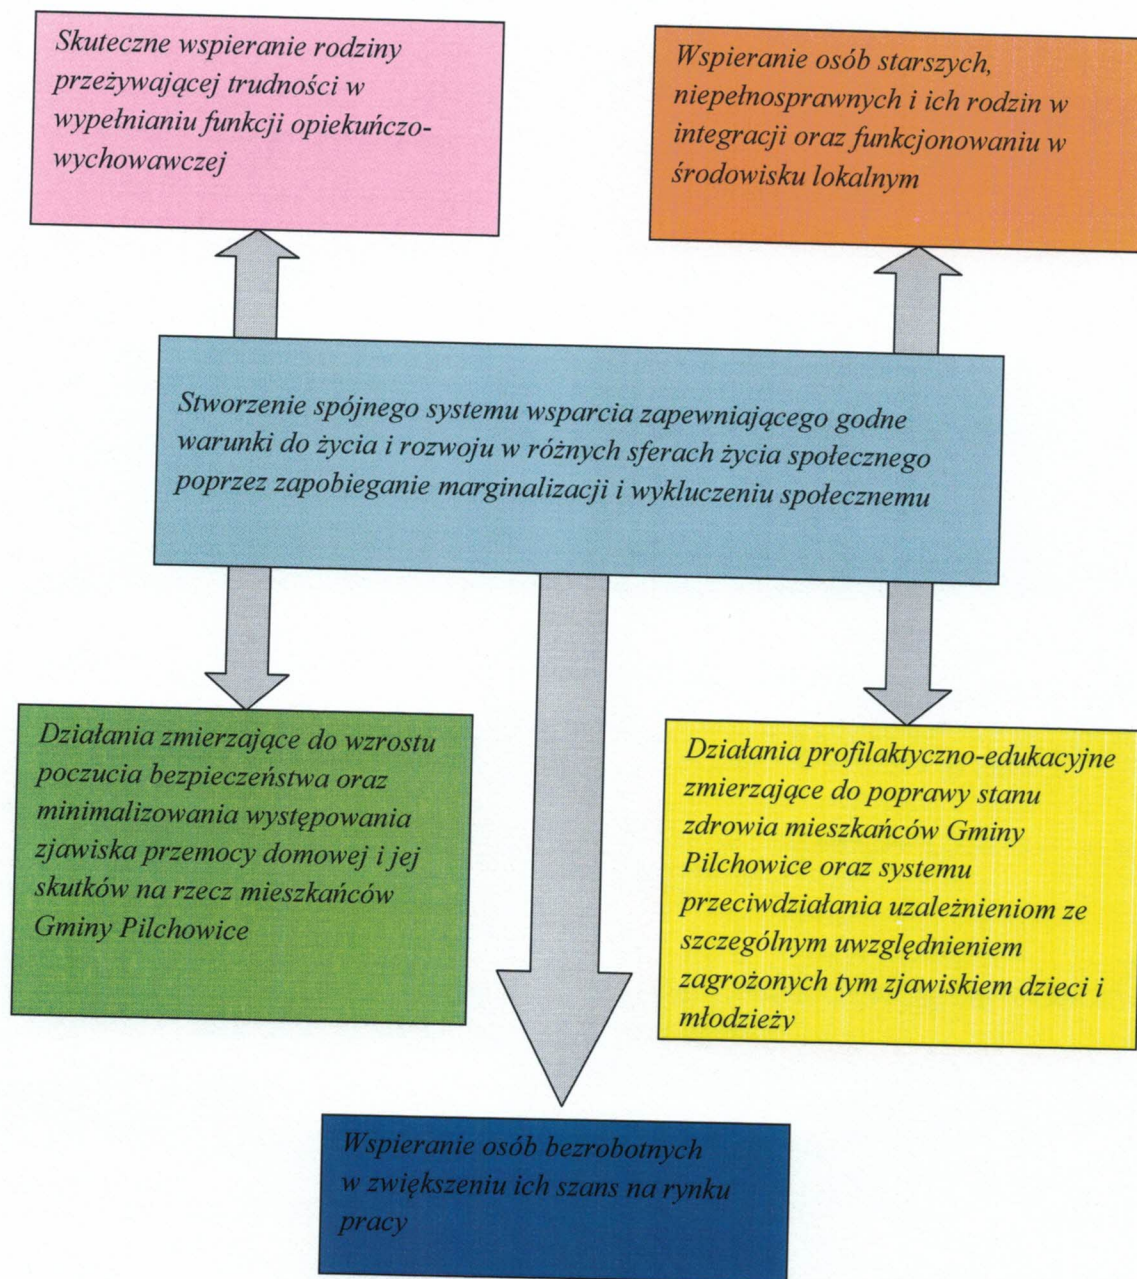 Skuteczne wspieranie rodziny
przeżywającej trudności w
wypełnianiu funkcji opiekuńczo-
wychowawczej
Wspieranie osób starszych,
niepełnosprawnych i ich rodzin w
integracji oraz funkcjonowaniu w
środowisku lokalnym
Stworzenie spójnego systemu wsparcia zapewniającego godne
warunki do życia i rozwoju w różnych sferach życia społecznego
poprzez zapobieganie marginalizacji i wykluczeniu społecznemu
Działania zmierzające do wzrostu
poczucia bezpieczeństwa oraz
minimalizowania występowania
zjawiska przemocy domowej i jej
skutków na rzecz mieszkańców
Gminy Pilchowice
Działania profilaktyczno-edukacyjne
zmierzające do poprawy stanu
zdrowia mieszkańców Gminy
Pilchowice oraz systemu
przeciwdziałania uzależnieniom ze
szczególnym uwzględnieniem
zagrożonych tym zjawiskiem dzieci i
młodzieży
Wspieranie osób bezrobotnych
w zwiększeniu ich szans na rynku
pracy